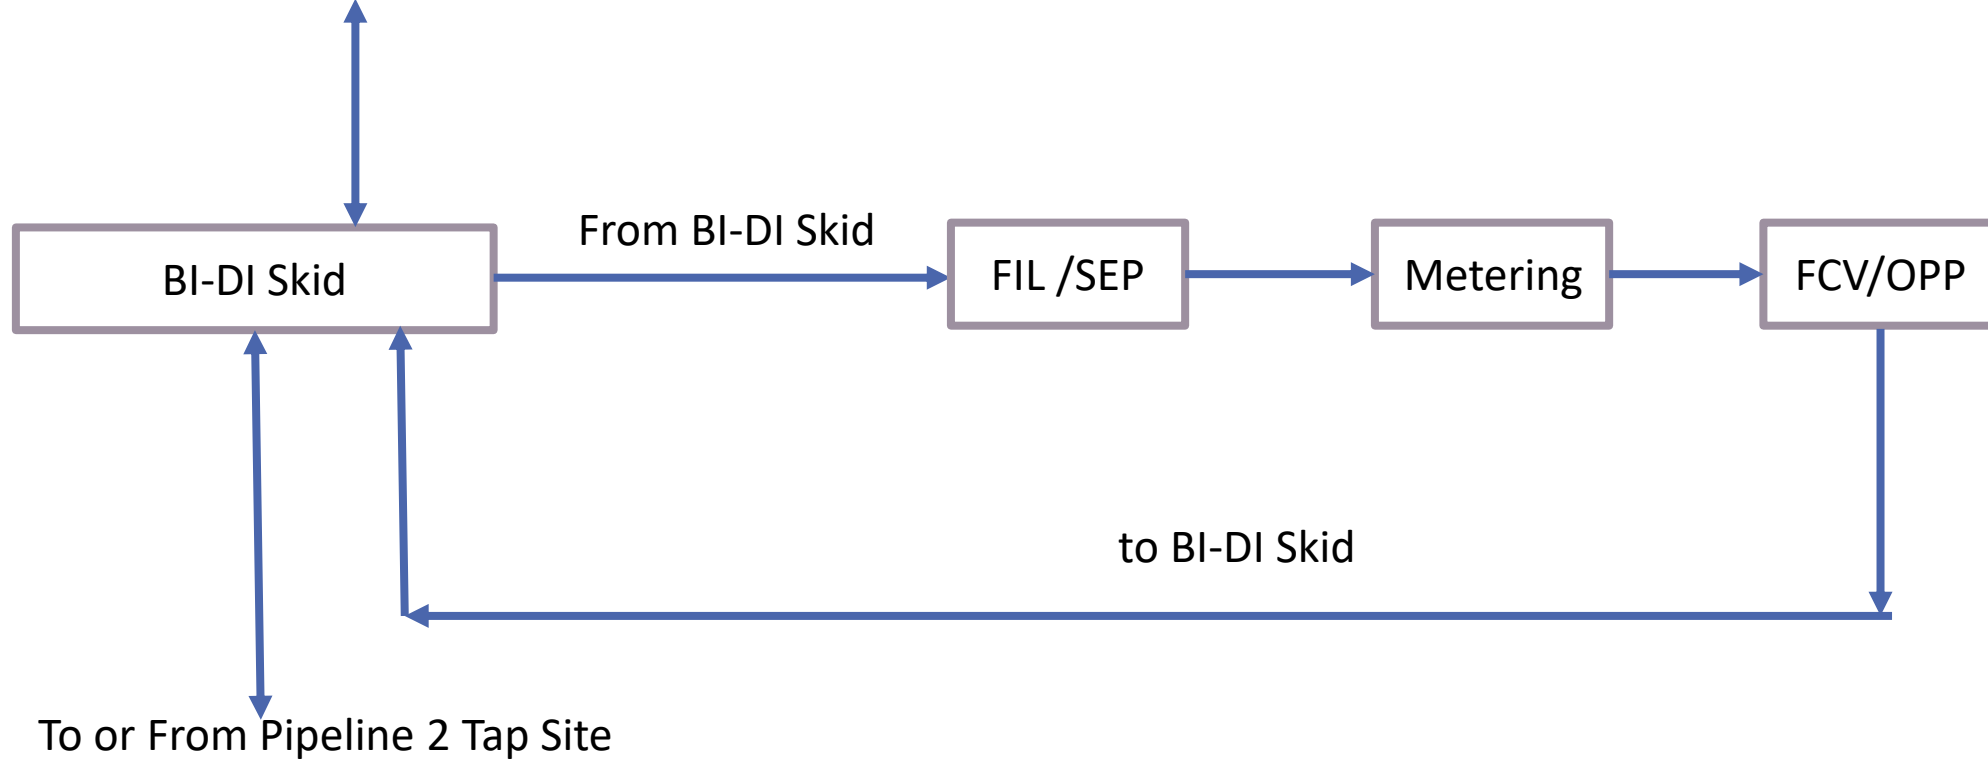 From BI-DI Skid
BI-DI Skid
FIL /SEP
Metering
FCV/OPP
to BI-DI Skid
To or From Pipeline 2 Tap Site